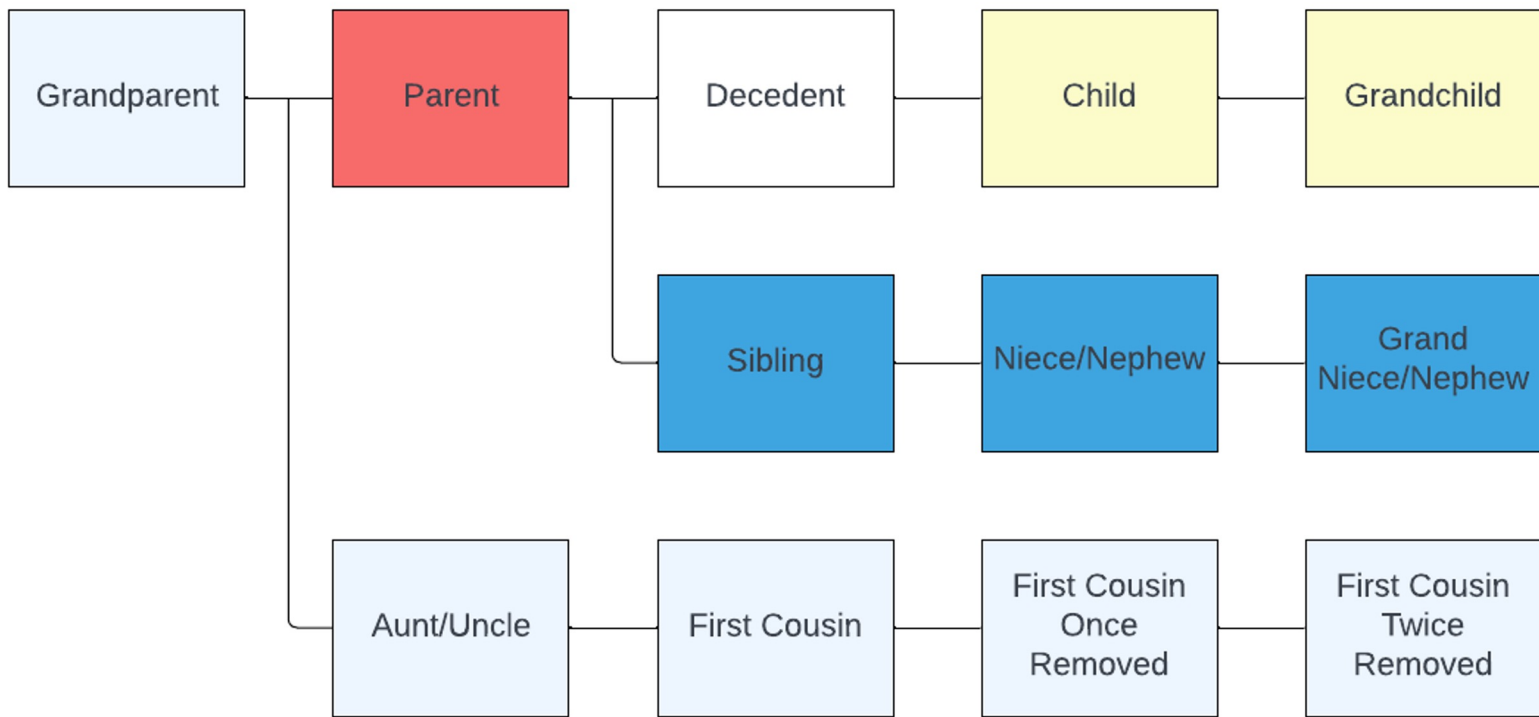 Grandparent
Parent
Decedent
Child
Grandchild
Sibling
Niece/Nephew
Grand
Niece/Nephew
Aunt/Uncle
First Cousin
First Cousin
Once
Removed
First Cousin
Twice
Removed